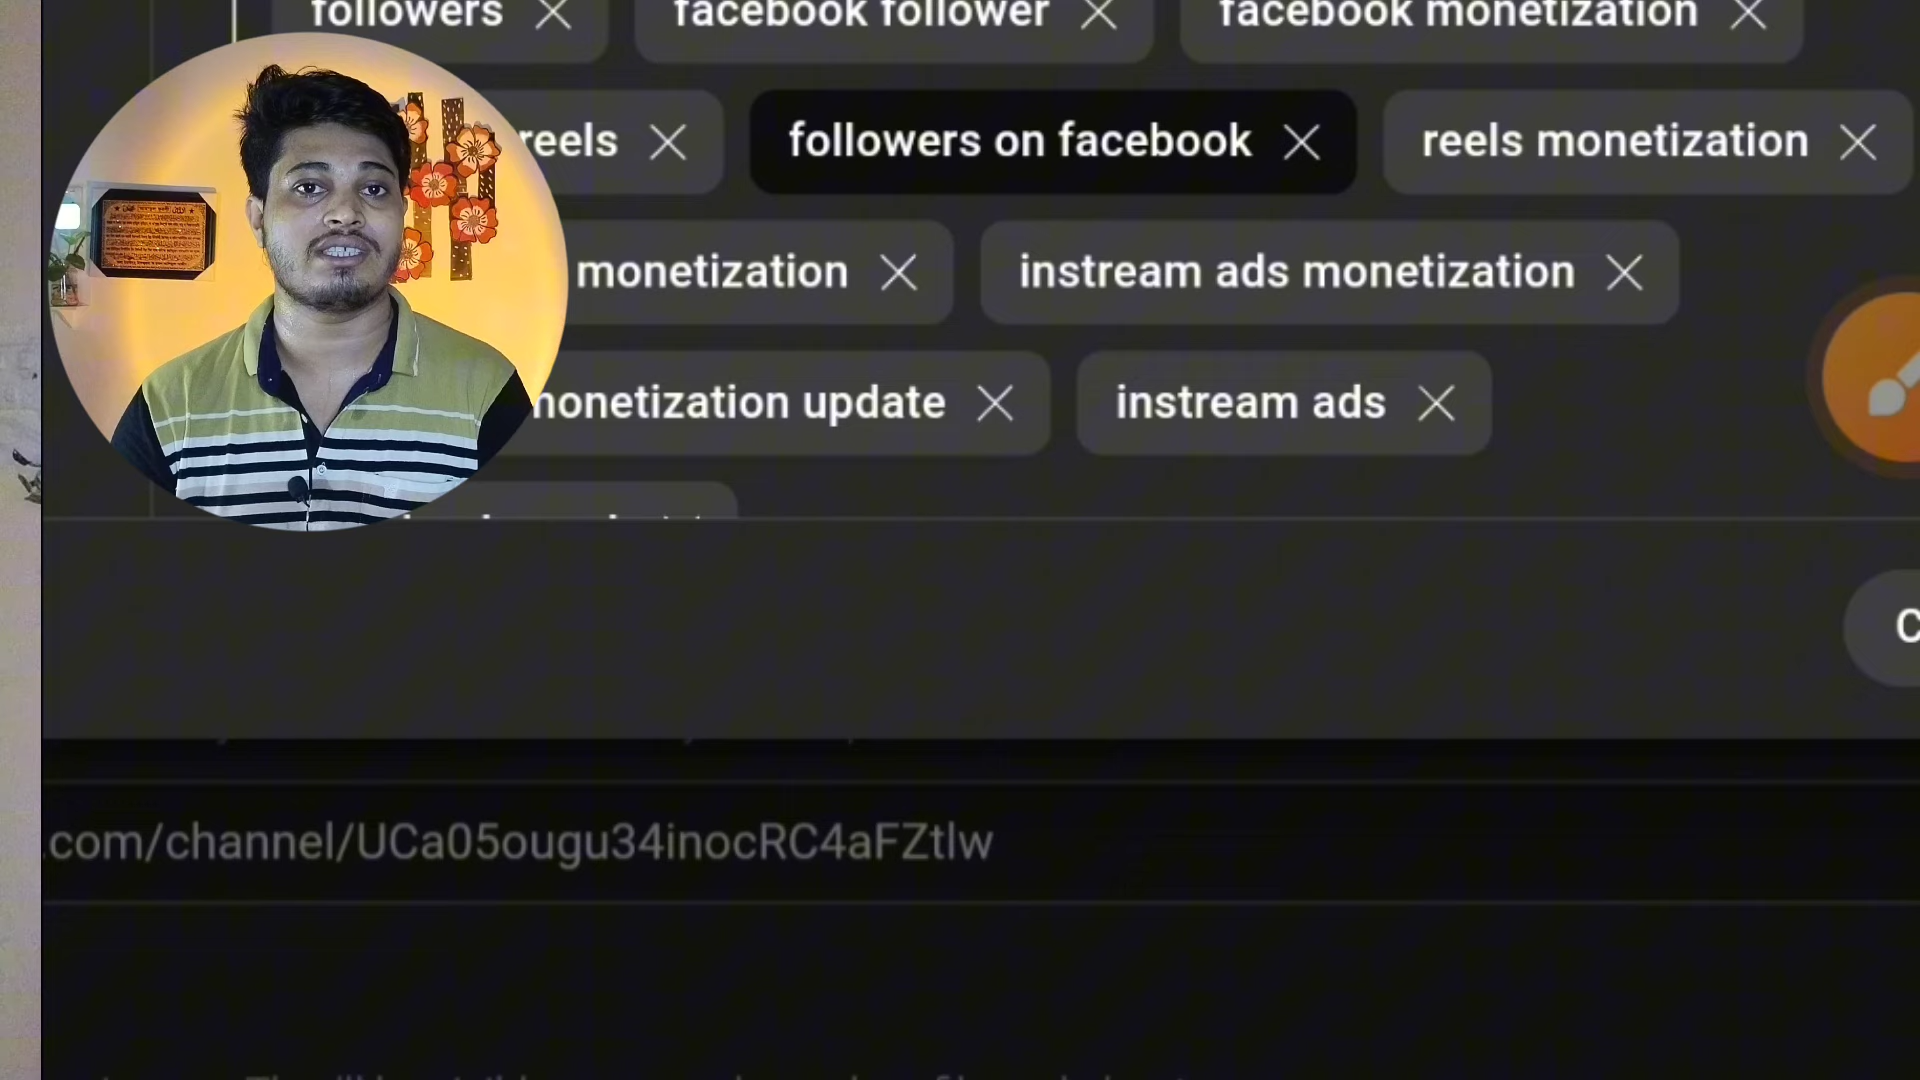 followers
facebook follower
facebook monetization
reels
followers on facebook
reels monetization
monetization
instream ads monetization
monetization update
instream ads
.com/channel/UCa05ougu34inocRC4aFZtlw